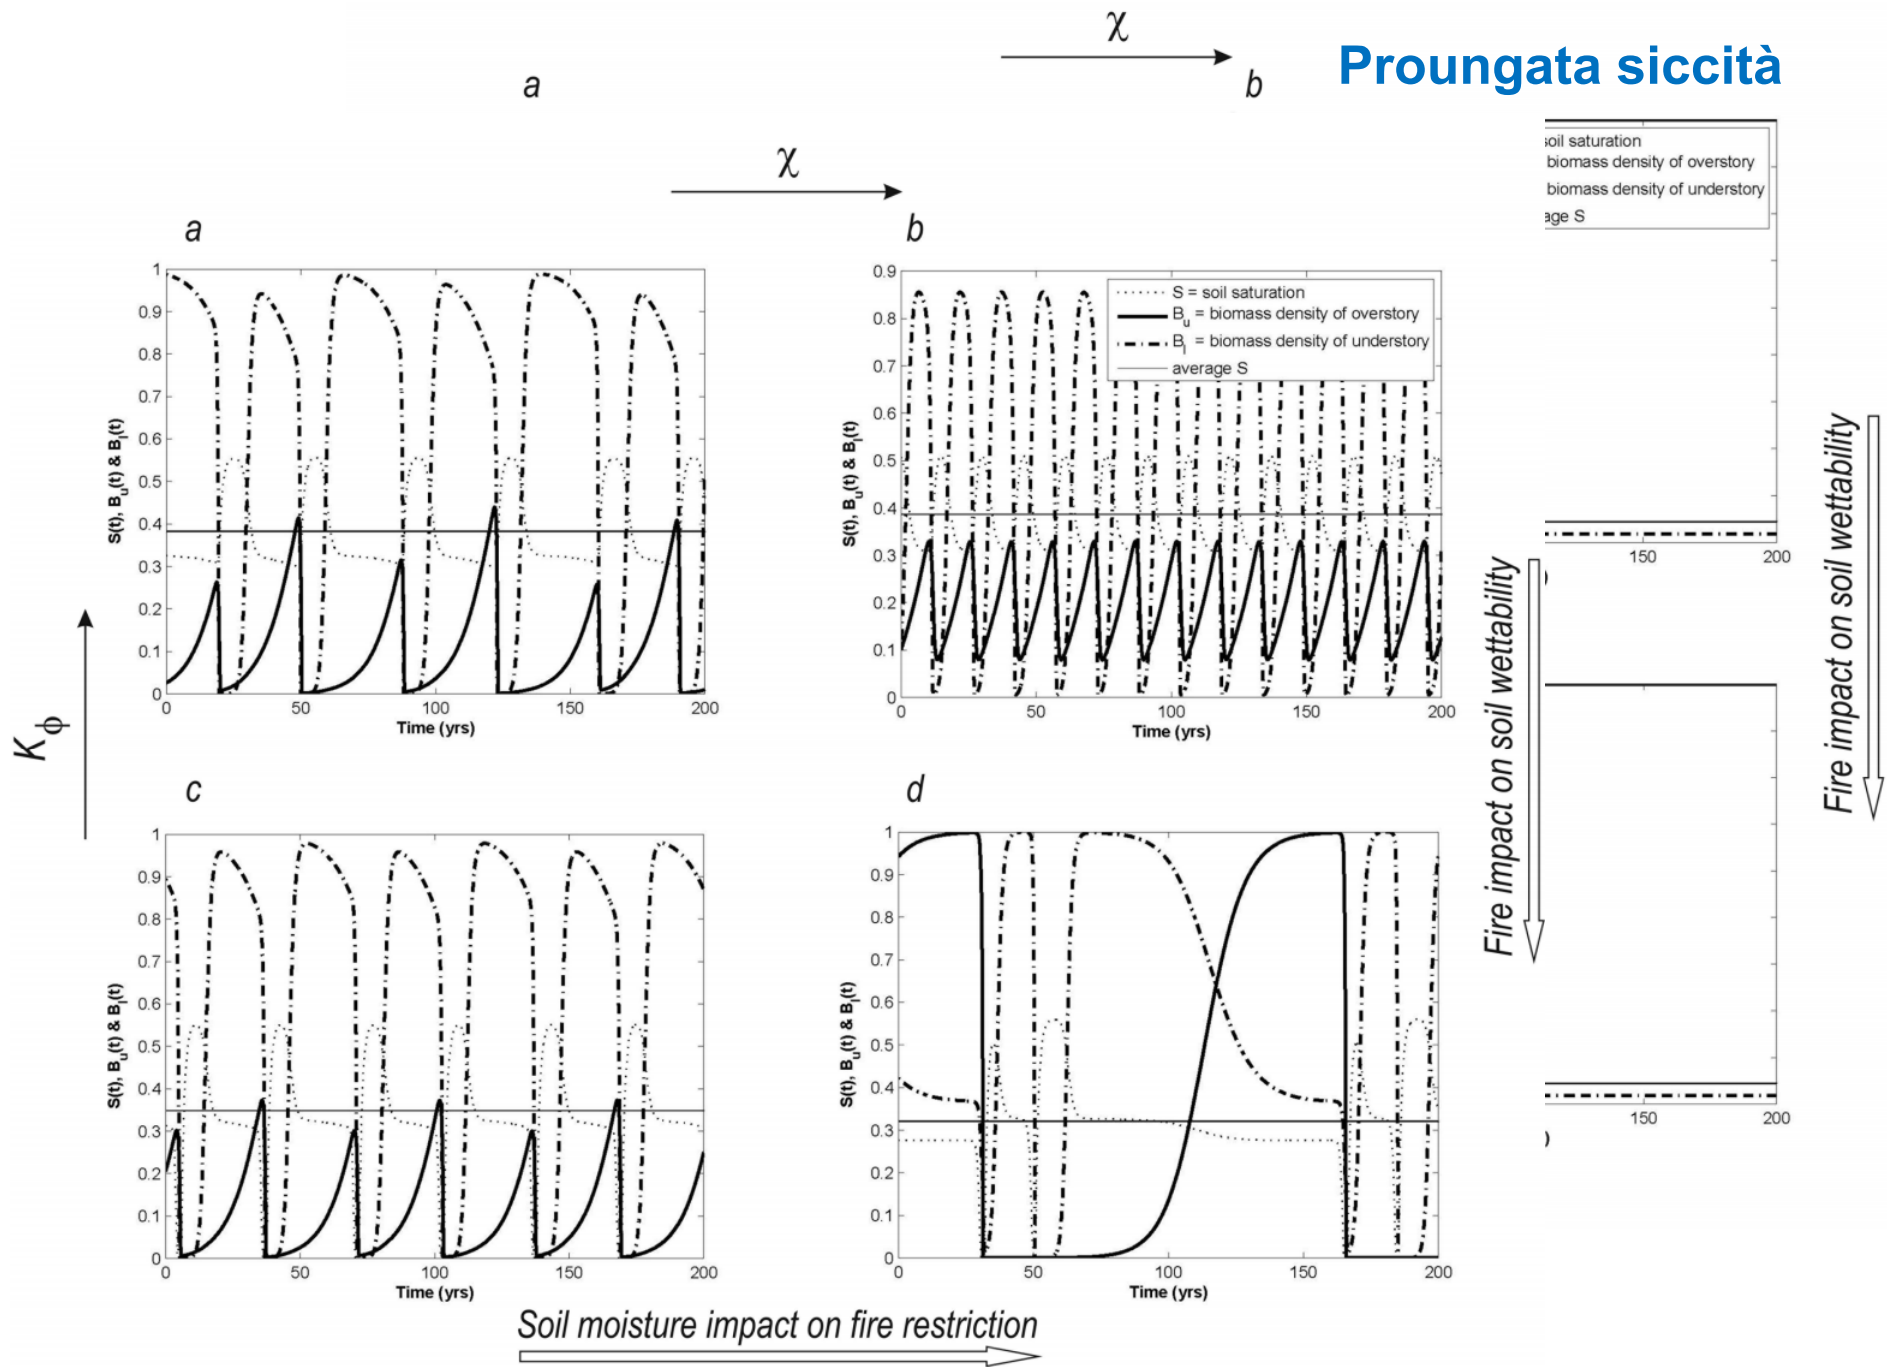 χ
Proungata siccità
a
b
χ
a
b
soil saturation
biomass density of overstory
biomass density of understory
age S
150
200
1
0.9
0.8
0.7
0.6
0.5
0.4
0.3
0.2
0.1
0
0
50
100
150
200
S(t), B_u(t) & B_l(t)
Time (yrs)
0.9
0.8
0.7
0.6
0.5
0.4
0.3
0.2
0.1
0
0
50
100
150
200
Time (yrs)
S = soil saturation
B_u = biomass density of overstory
B_l = biomass density of understory
average S
K_ϕ
Fire impact on soil wettability
Fire impact on soil wettability
c
d
1
0.9
0.8
0.7
0.6
0.5
0.4
0.3
0.2
0.1
0
0
50
100
150
200
S(t), B_u(t) & B_l(t)
Time (yrs)
1
0.9
0.8
0.7
0.6
0.5
0.4
0.3
0.2
0.1
0
0
50
100
150
200
S(t), B_u(t) & B_l(t)
Time (yrs)
150
200
)
)
Soil moisture impact on fire restriction